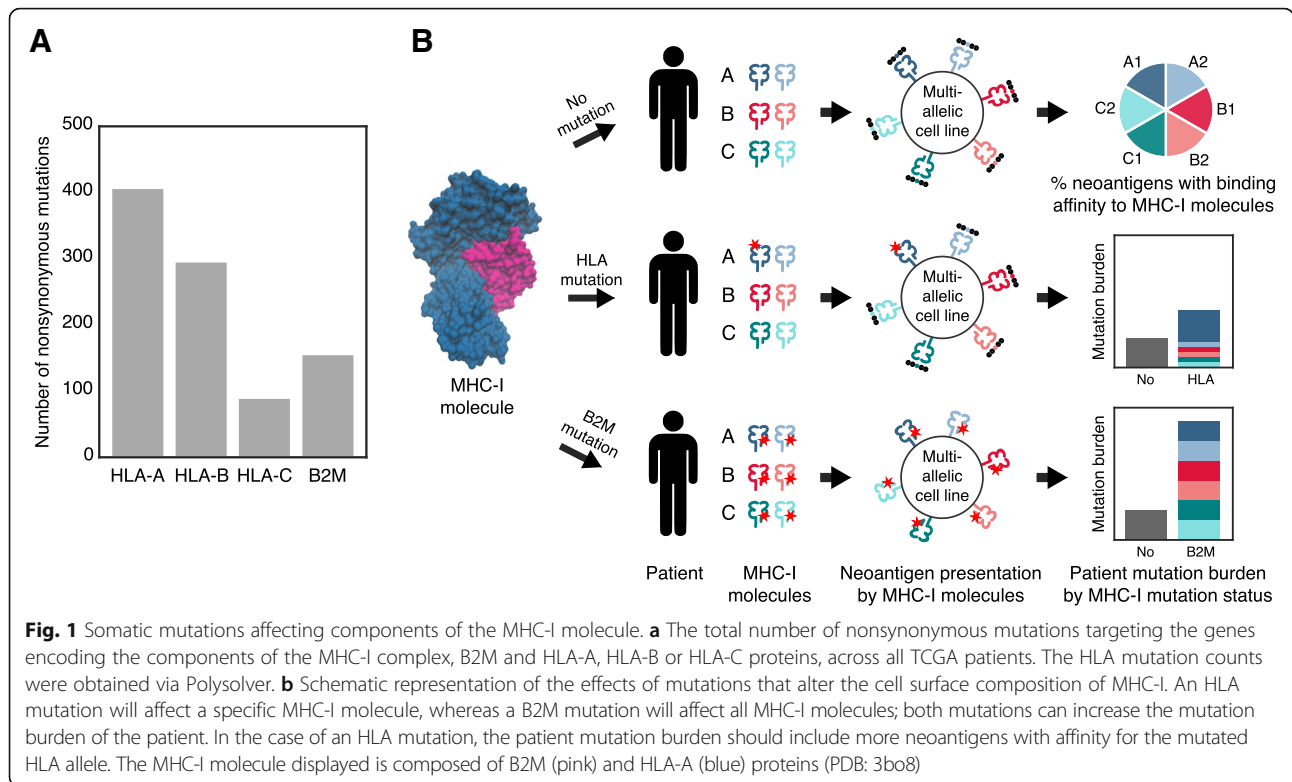 A
Number of nonsynonymous mutations
500
400
300
200
100
0
HLA-A HLA-B HLA-C B2M
B
MHC-I
molecule
No
mutation
HLA
mutation
B2M
mutation
A
B
C
Multi-
allelic
cell line
A1 A2
C2 B1
C1 B2
% neoantigens with binding
affinity to MHC-I molecules
A
B
C
Multi-
allelic
cell line
Mutation burden
No HLA
A
B
C
Multi-
allelic
cell line
Mutation burden
No B2M
Patient
MHC-I
molecules
Neoantigen presentation
by MHC-I molecules
Patient mutation burden
by MHC-I mutation status
Fig. 1 Somatic mutations affecting components of the MHC-I molecule. a The total number of nonsynonymous mutations targeting the genes
encoding the components of the MHC-I complex, B2M and HLA-A, HLA-B or HLA-C proteins, across all TCGA patients. The HLA mutation counts
were obtained via Polysolver. b Schematic representation of the effects of mutations that alter the cell surface composition of MHC-I. An HLA
mutation will affect a specific MHC-I molecule, whereas a B2M mutation will affect all MHC-I molecules; both mutations can increase the mutation
burden of the patient. In the case of an HLA mutation, the patient mutation burden should include more neoantigens with affinity for the mutated
HLA allele. The MHC-I molecule displayed is composed of B2M (pink) and HLA-A (blue) proteins (PDB: 3bo8)